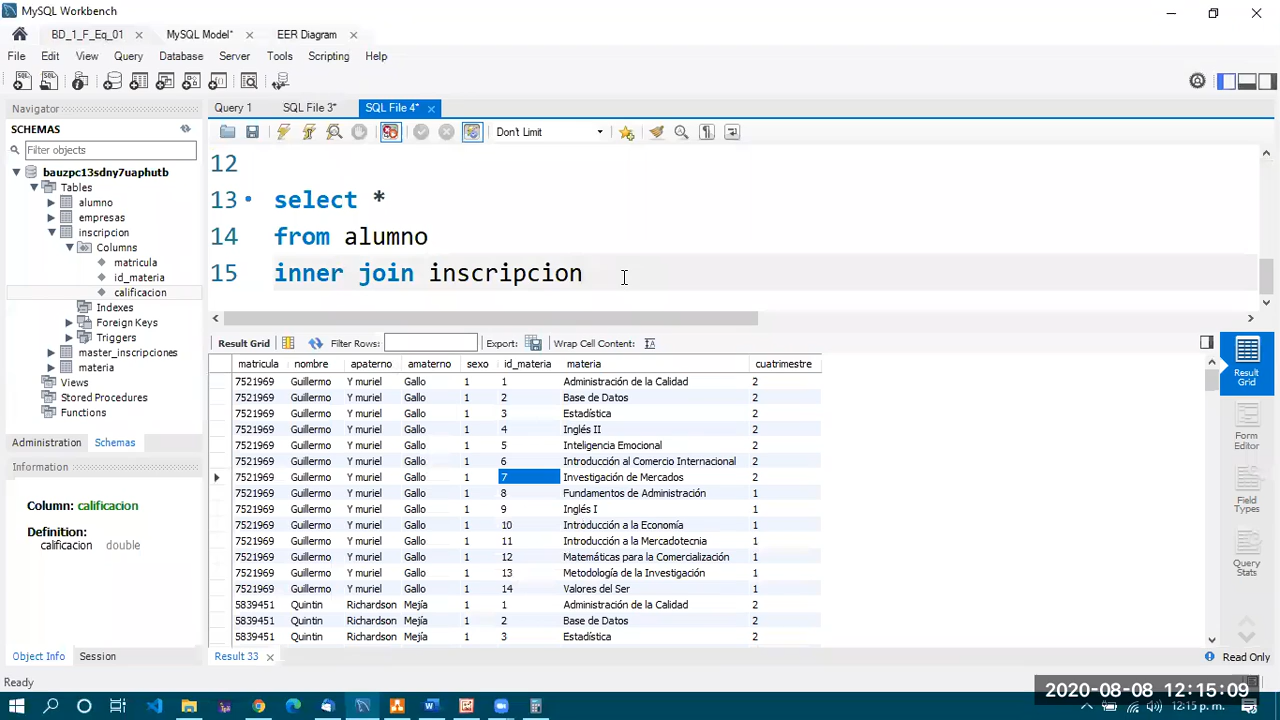 MySQL Workbench
BD_1_F_Eq_01
MySQL Model*
EER Diagram
File Edit View Query Database Server Tools Scripting Help
Navigator
SCHEMAS
Filter objects
bauzpc13sdny7uaphutb
Tables
alumno
empresas
inscripcion
Columns
matricula
id_materia
calificacion
Indexes
Foreign Keys
Triggers
master_inscripciones
materia
Views
Stored Procedures
Functions
Administration Schemas
Information
Column: calificacion
Definition:
calificacion double
Object Info Session
Query 1 SQL File 3* SQL File 4*
Don't Limit
12
13 select *
14 from alumno
15 inner join inscripcion
Result Grid Filter Rows: Export: Wrap Cell Content:
matricula nombre apaterno amaterno sexo id_materia materia cuatrimestre
7521969 Guillermo Y muriel Gallo 1 1 Administración de la Calidad 2
7521969 Guillermo Y muriel Gallo 1 2 Base de Datos 2
7521969 Guillermo Y muriel Gallo 1 3 Estadística 2
7521969 Guillermo Y muriel Gallo 1 4 Inglés II 2
7521969 Guillermo Y muriel Gallo 1 5 Inteligencia Emocional 2
7521969 Guillermo Y muriel Gallo 1 6 Introducción al Comercio Internacional 2
7521969 Guillermo Y muriel Gallo 1 7 Investigación de Mercados 2
7521969 Guillermo Y muriel Gallo 1 8 Fundamentos de Administración 1
7521969 Guillermo Y muriel Gallo 1 9 Inglés I 1
7521969 Guillermo Y muriel Gallo 1 10 Introducción a la Economía 1
7521969 Guillermo Y muriel Gallo 1 11 Introducción a la Mercadotecnia 1
7521969 Guillermo Y muriel Gallo 1 12 Matemáticas para la Comercialización 1
7521969 Guillermo Y muriel Gallo 1 13 Metodología de la Investigación 1
7521969 Guillermo Y muriel Gallo 1 14 Valores del Ser 1
5839451 Quintin Richardson Mejía 1 1 Administración de la Calidad 2
5839451 Quintin Richardson Mejía 1 2 Base de Datos 2
5839451 Quintin Richardson Mejía 1 3 Estadística 2
Result
Grid
Form
Editor
Field
Types
Query
Stats
Result 33
Read Only
Ready
2020-08-08 12:15:09
12:15 p. m.